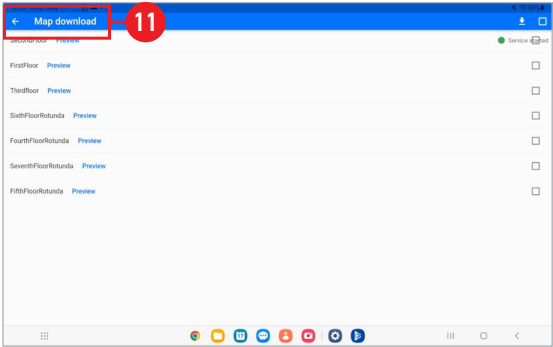 Map download
11
SecondFloor Preview
Service started
FirstFloor Preview
Thirdfloor Preview
SixthFloorRotunda Preview
FourthFloorRotunda Preview
SeventhFloorRotunda Preview
FifthFloorRotunda Preview